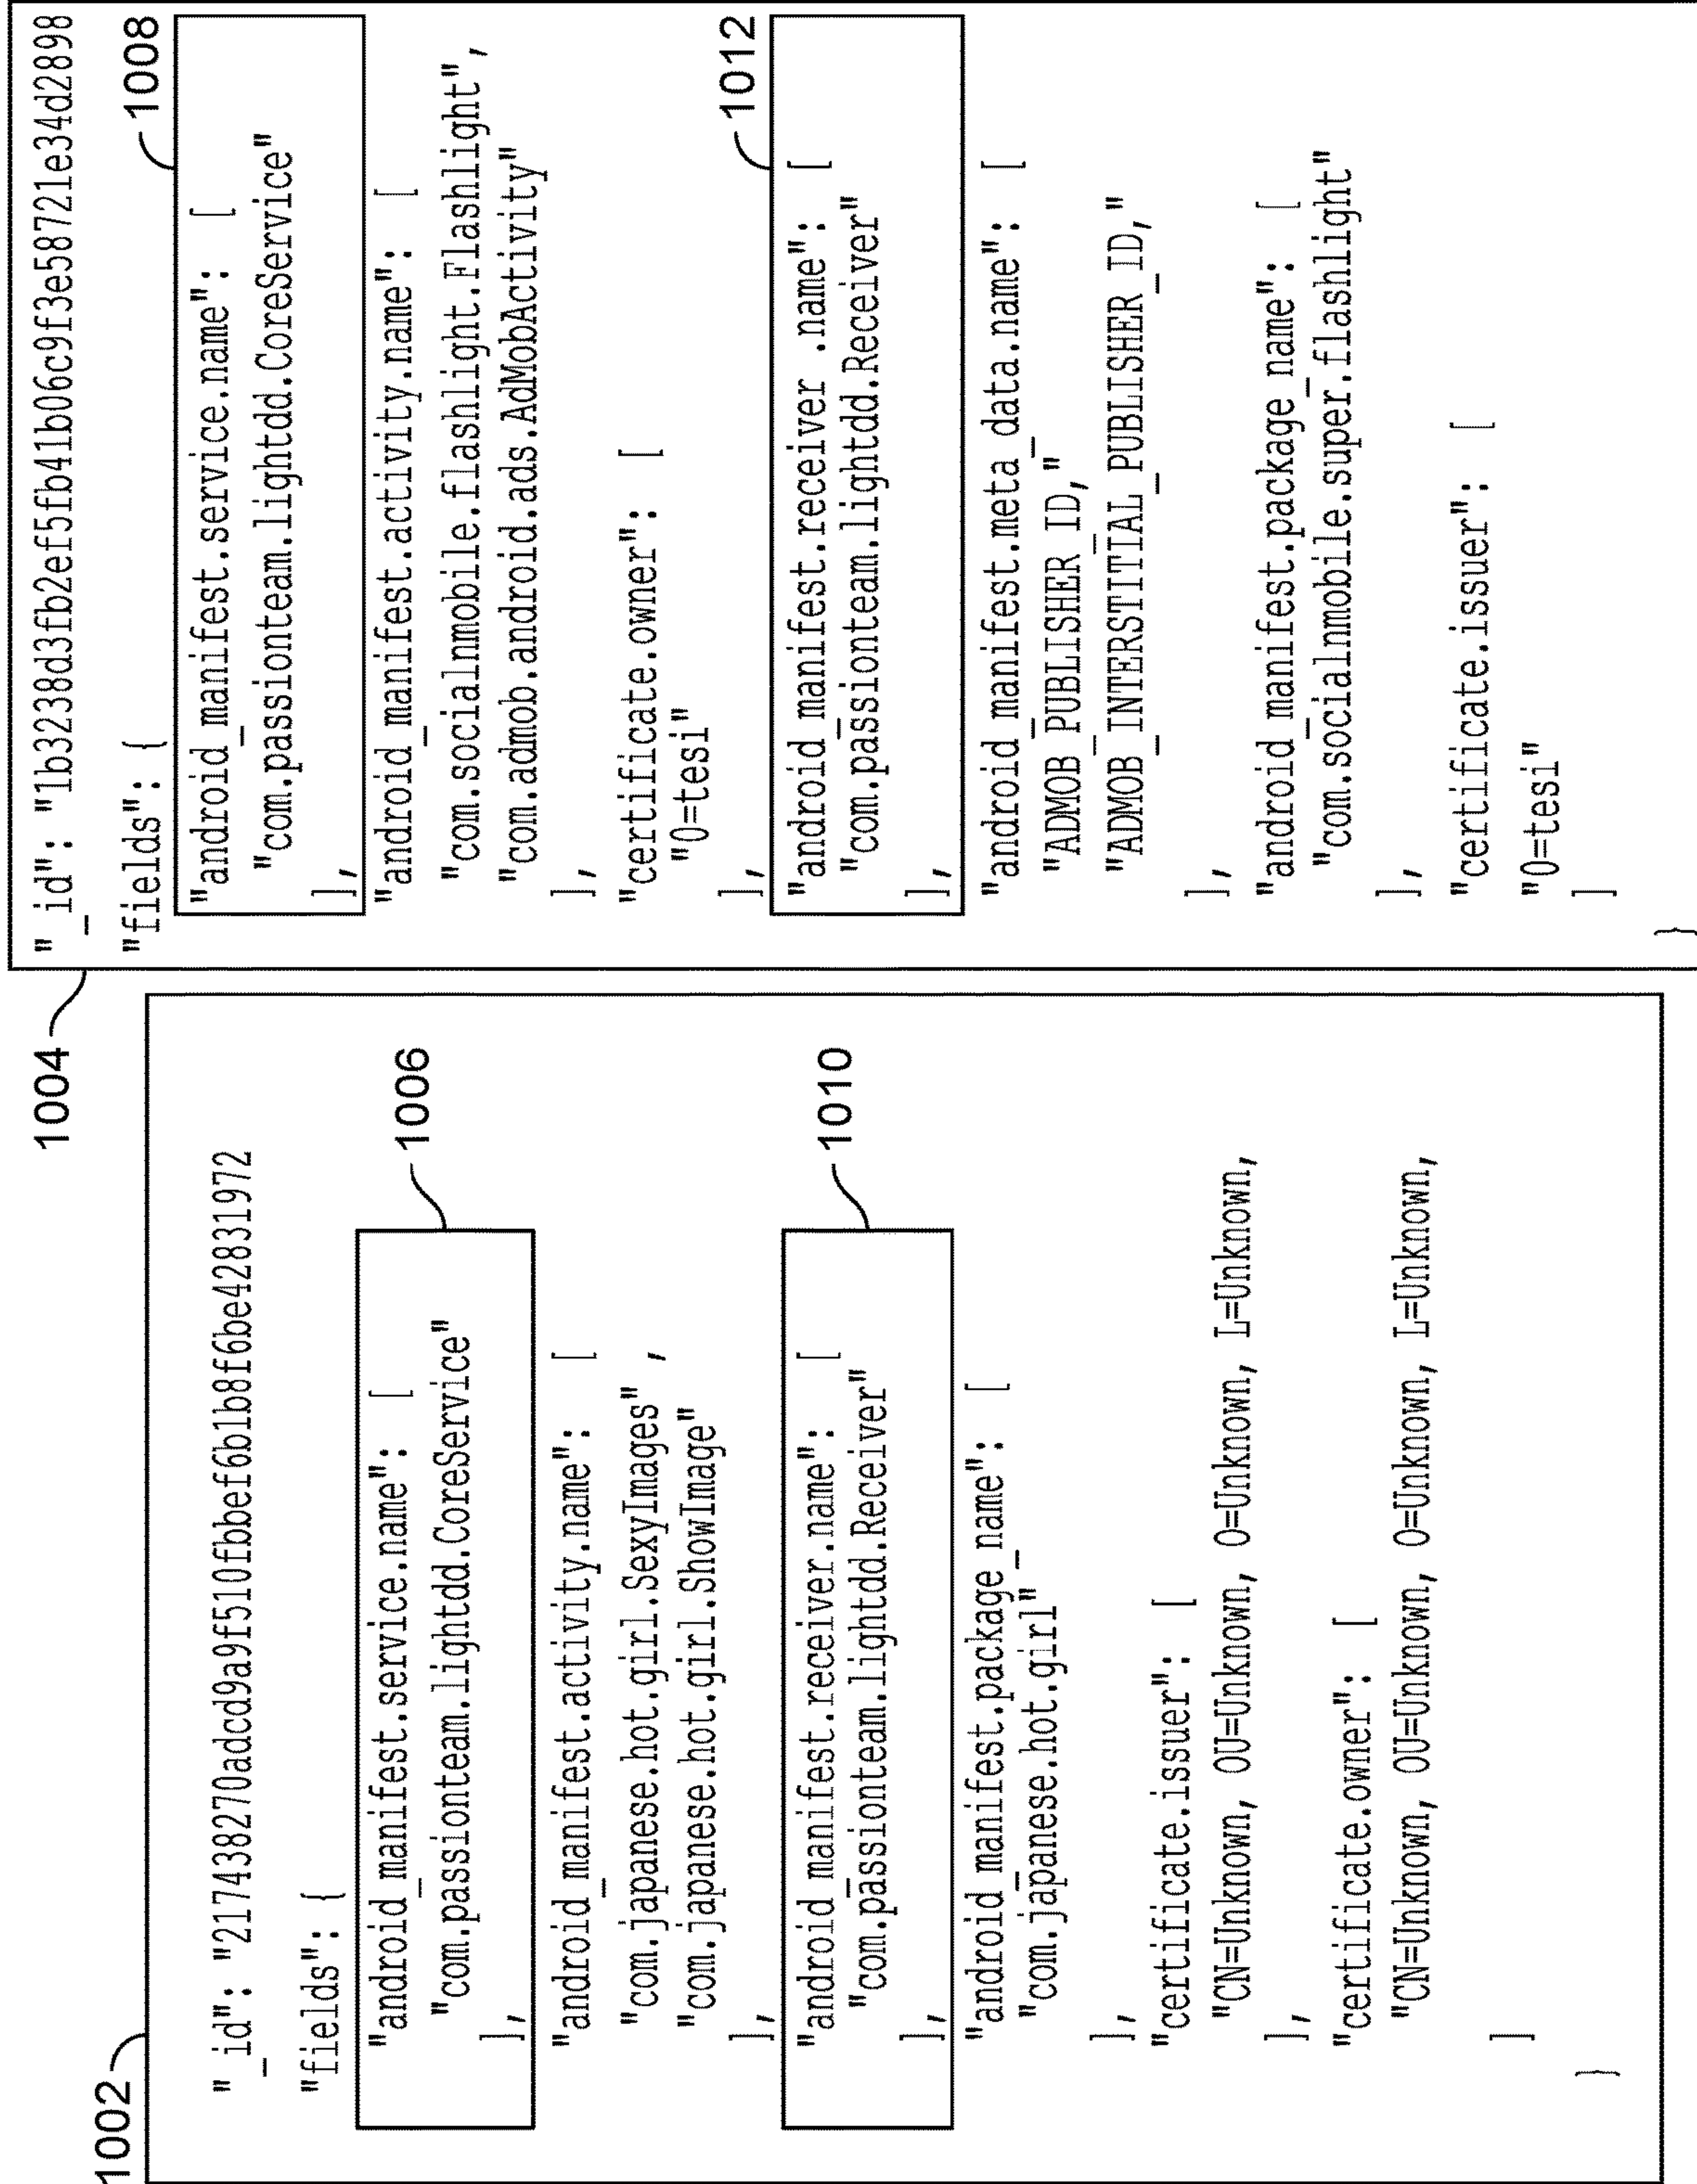 1002
"_id": "217438270adcd9a9f510fbbef6b1b8f6be42831972
"fields": {
1006
"android_manifest.service.name": [
"com.passionteam.lightdd.CoreService"
],
"android_manifest.activity.name": [
"com.japanese.hot.girl.SexyImages" ,
"com.japanese.hot.girl.ShowImage"
],
1010
"android_manifest.receiver.name": [
"com.passionteam.lightdd.Receiver"
],
"android_manifest.package_name": [
"com.japanese.hot.girl"
],
"certificate.issuer": [
"CN=Unknown, OU=Unknown, O=Unknown, L=Unknown,
],
"certificate.owner": [
"CN=Unknown, OU=Unknown, O=Unknown, L=Unknown,
]
}
1004
"_id": "1b3238d3fb2ef5fb41b06c9f3e58721e34d2898
"fields": {
1008
"android_manifest.service.name": [
"com.passionteam.lightdd.CoreService"
],
"android_manifest.activity.name": [
"com.socialnmobile.flashlight.Flashlight",
"com.admob.android.ads.AdMobActivity"
],
"certificate.owner": [
"O=tesi"
],
1012
"android_manifest.receiver .name": [
"com.passionteam.lightdd.Receiver"
],
"android_manifest.meta_data.name": [
"ADMOB_PUBLISHER_ID,"
"ADMOB_INTERSTITIAL_PUBLISHER_ID,"
],
"android_manifest.package_name": [
"com.socialnmobile.super.flashlight"
],
"certificate.issuer": [
"O=tesi"
]
}